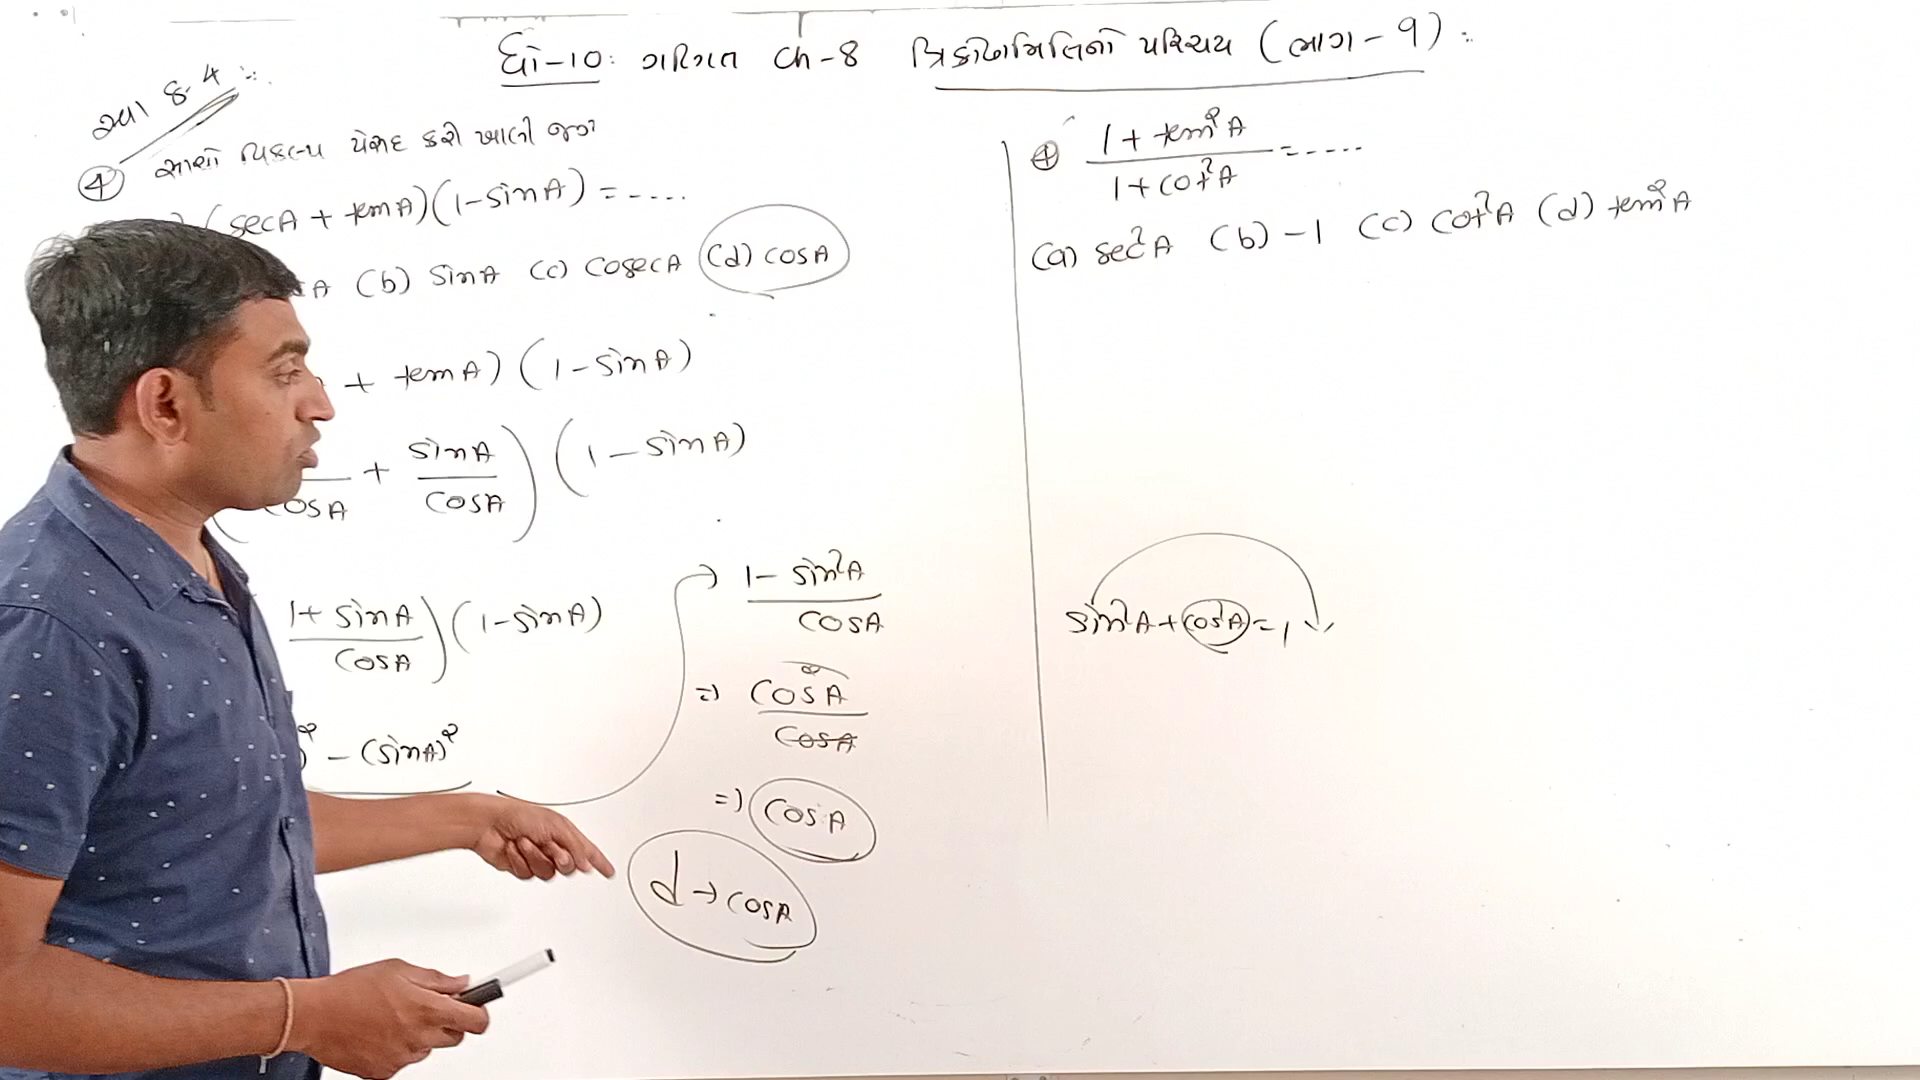 ધો-10: ગણિત Ch-8 ત્રિકોણમિતિનો પરિચય (ભાગ-9):
સ્વા 8.4
④ સાચો વિકલ્પ પસંદ કરી ખાલી જગ્યા
(secA + tanA)(1-sinA) = -....
A (b) sinA (c) cosecA (d) cosA
+ tanA) (1-sinA)
+ sinA/cosA) (1-sinA)
1+sinA/cosA) (1-sinA)
² - (sinA)²
→ 1-sin²A/cosA
=) cos²A/cosA
=) cosA
d → cosA
④ 1+tan²A/1+cot²A = -....
(a) sec²A (b) -1 (c) cot²A (d) tan²A
sin²A+cos²A=1